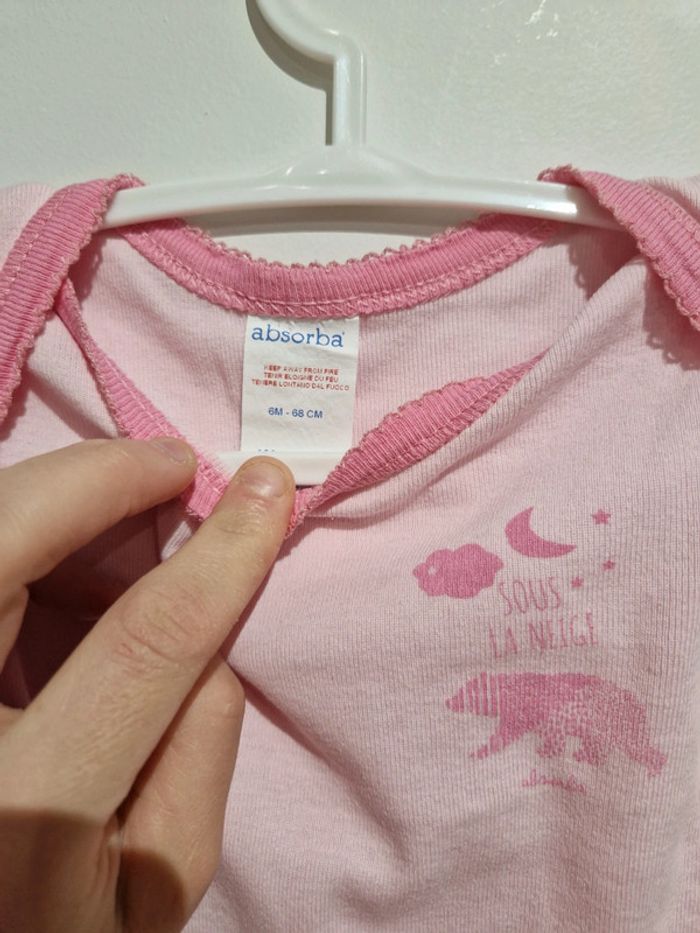 absorba
KEEP AWAY FROM FIRE
TENIR ELOIGNE DU FEU
TENERE LONTANO DAL FUOCO
6M - 68 CM
SOUS
LA NEIGE
absorba